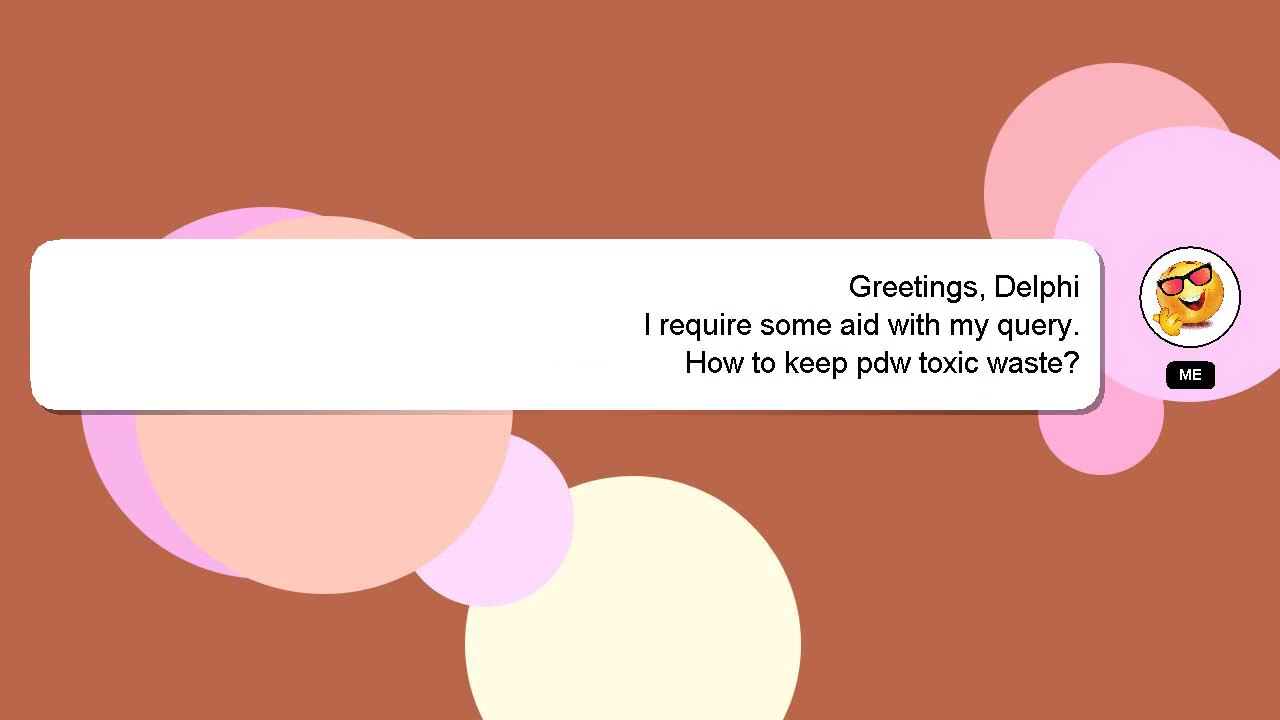 Greetings, Delphi
I require some aid with my query.
How to keep pdw toxic waste?
ME